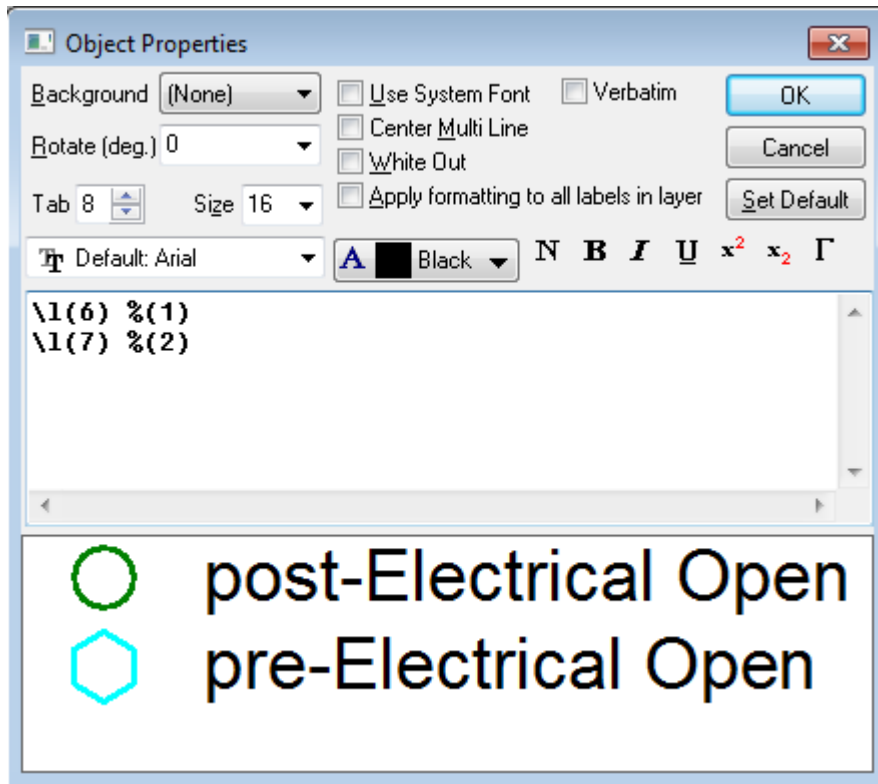 Object Properties
Background (None) Use System Font Verbatim OK
Rotate (deg.) 0 Center Multi Line Cancel
White Out
Tab 8 Size 16 Apply formatting to all labels in layer Set Default
Default: Arial A Black N B I U x² x₂ Γ
\l(6) %(1)
\l(7) %(2)
post-Electrical Open
pre-Electrical Open